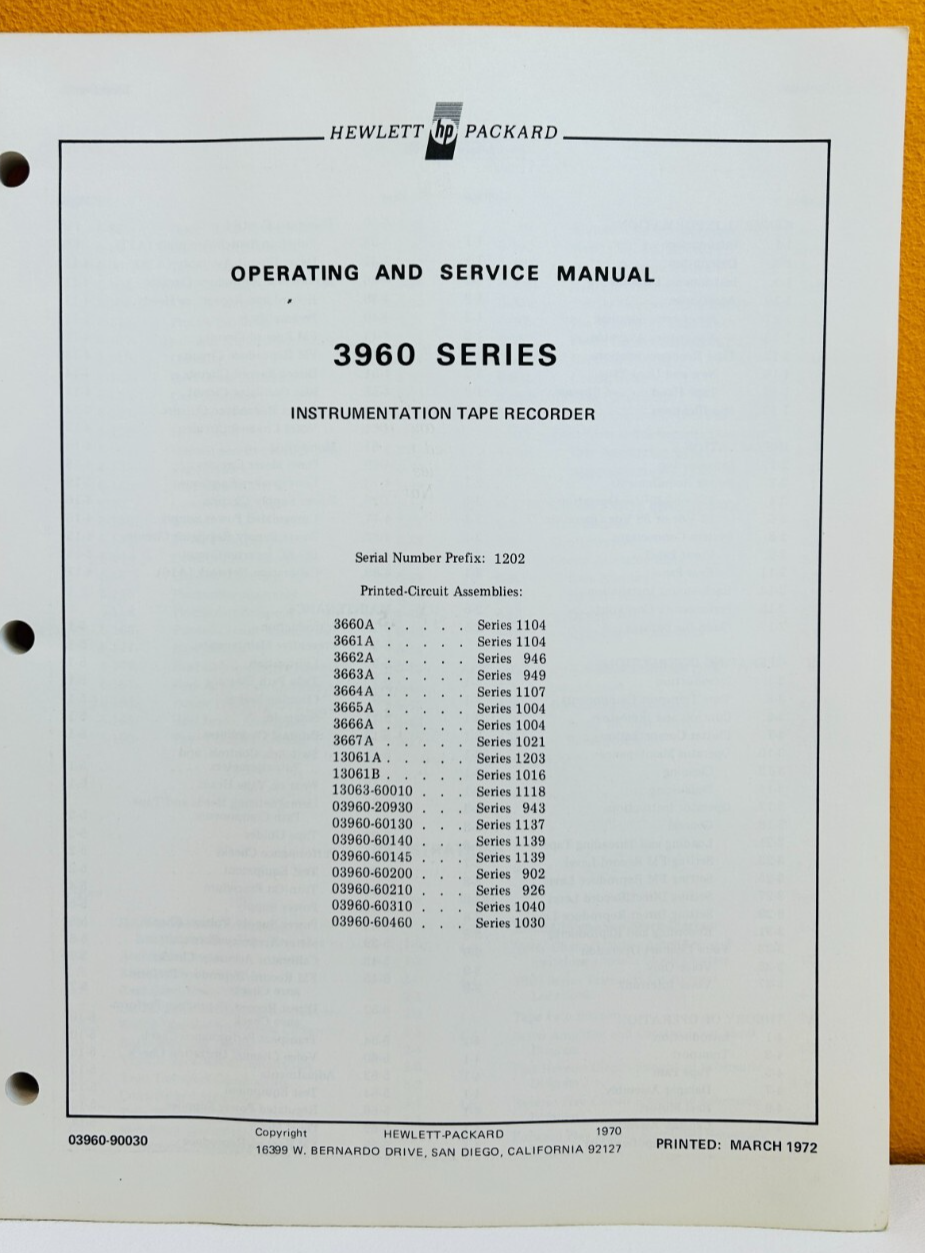 HEWLETT hp PACKARD
OPERATING AND SERVICE MANUAL
3960 SERIES
INSTRUMENTATION TAPE RECORDER
Serial Number Prefix: 1202
Printed-Circuit Assemblies:
3660A . . . . . Series 1104
3661A . . . . . Series 1104
3662A . . . . . Series 946
3663A . . . . . Series 949
3664A . . . . . Series 1107
3665A . . . . . Series 1004
3666A . . . . . Series 1004
3667A . . . . . Series 1021
13061A . . . . . Series 1203
13061B . . . . . Series 1016
13063-60010 . . . Series 1118
03960-20930 . . . Series 943
03960-60130 . . . Series 1137
03960-60140 . . . Series 1139
03960-60145 . . . Series 1139
03960-60200 . . . Series 902
03960-60210 . . . Series 926
03960-60310 . . . Series 1040
03960-60460 . . . Series 1030
Copyright HEWLETT-PACKARD 1970
03960-90030 16399 W. BERNARDO DRIVE, SAN DIEGO, CALIFORNIA 92127 PRINTED: MARCH 1972